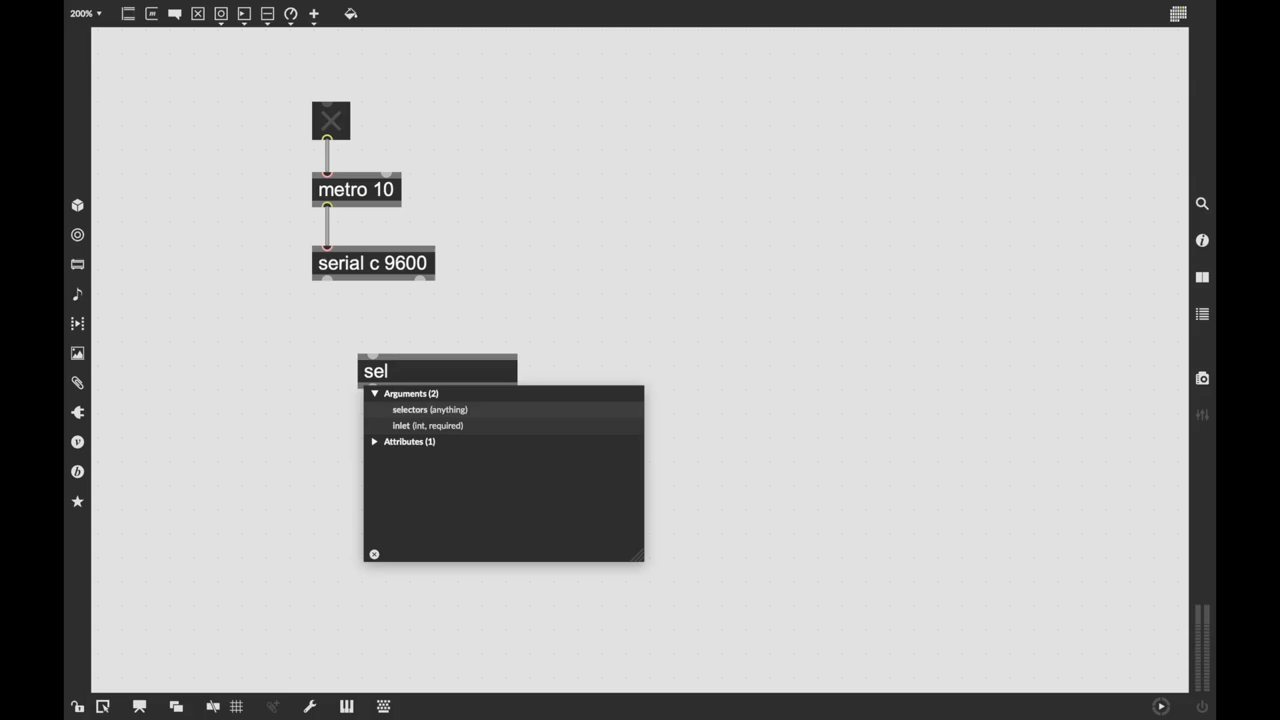 200%
metro 10
serial c 9600
sel
Arguments (2)
selectors (anything)
inlet (int, required)
Attributes (1)